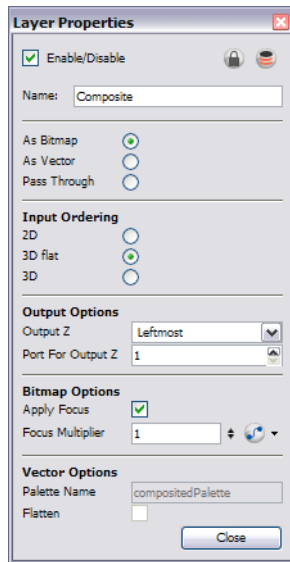 Layer Properties
Enable/Disable
Name: Composite
As Bitmap
As Vector
Pass Through
Input Ordering
2D
3D flat
3D
Output Options
Output Z Leftmost
Port For Output Z 1
Bitmap Options
Apply Focus
Focus Multiplier 1
Vector Options
Palette Name compositedPalette
Flatten
Close